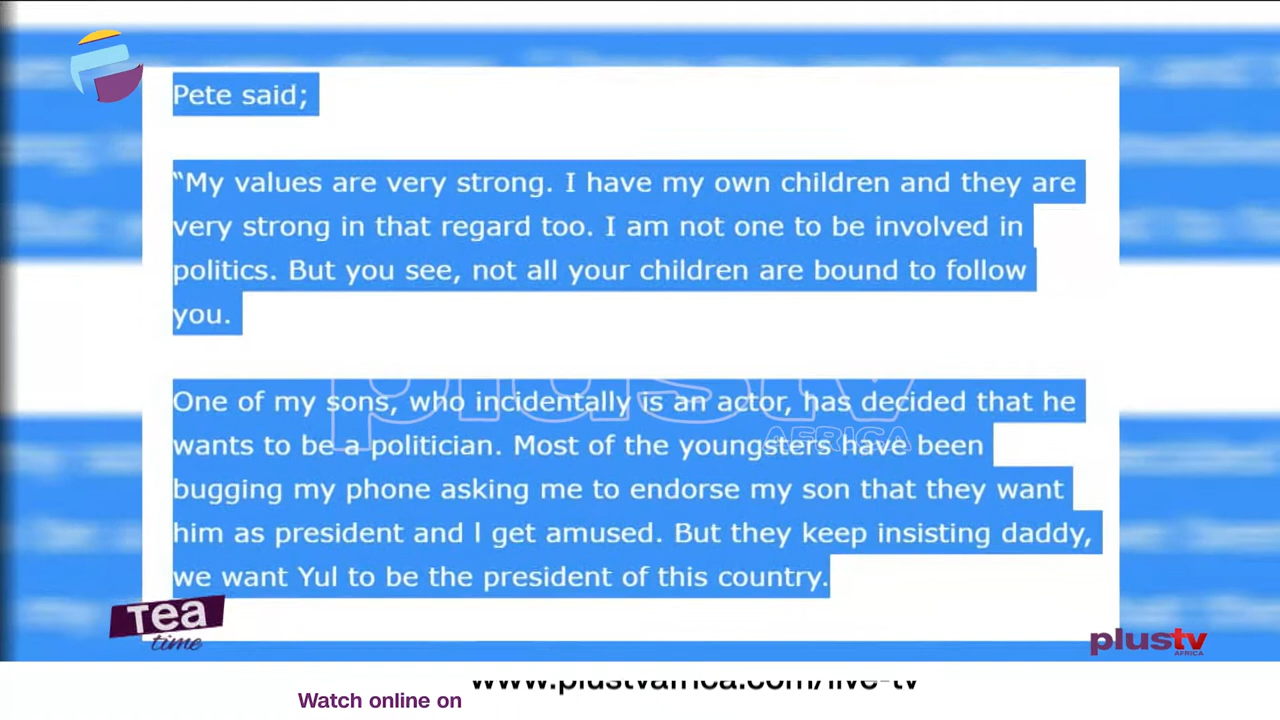 Pete said;
“My values are very strong. I have my own children and they are
very strong in that regard too. I am not one to be involved in
politics. But you see, not all your children are bound to follow
you.
One of my sons, who incidentally is an actor, has decided that he
wants to be a politician. Most of the youngsters have been
bugging my phone asking me to endorse my son that they want
him as president and l get amused. But they keep insisting daddy,
we want Yul to be the president of this country.
plustv
AFRICA
Tea
time
plustv
AFRICA
Watch online on
www.plustvafrica.com/live-tv